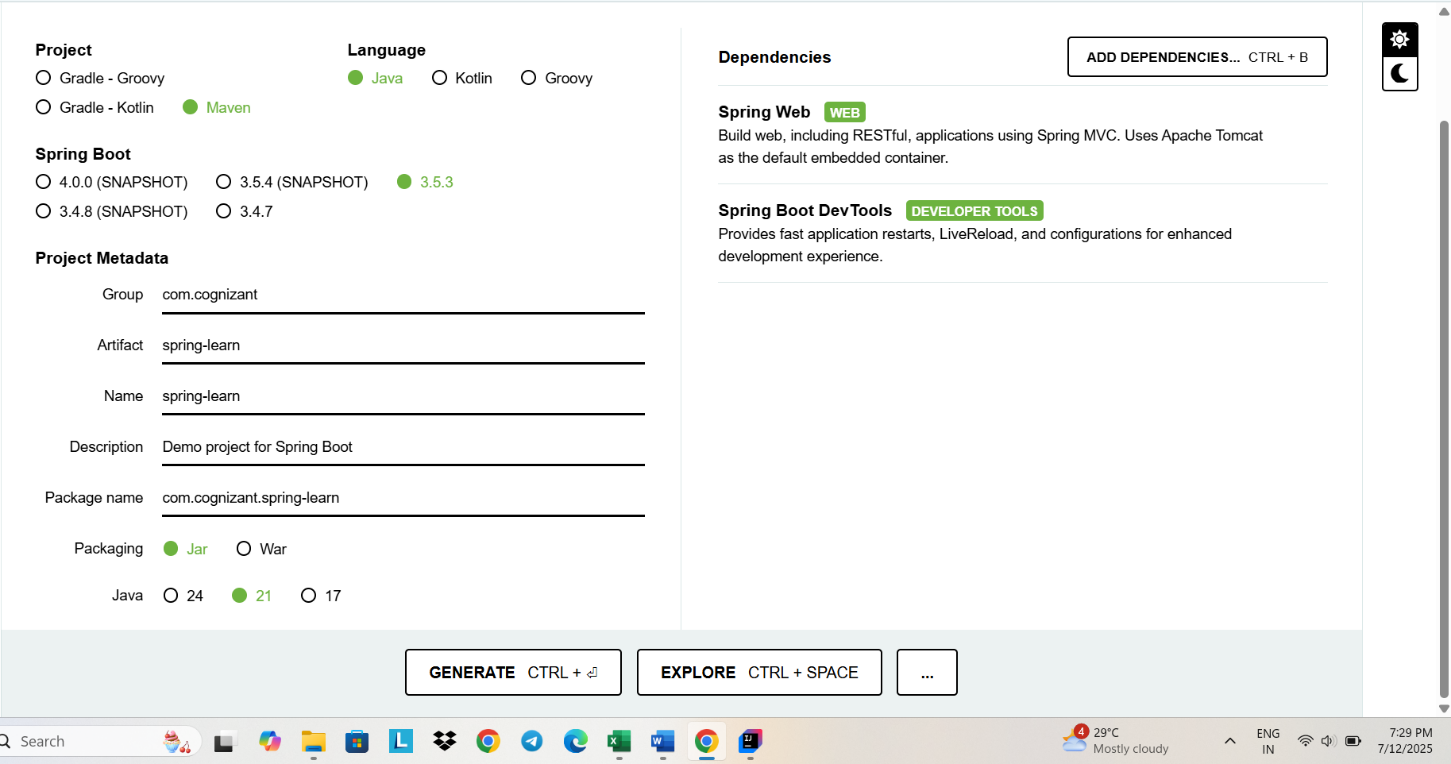 Project
Gradle - Groovy
Gradle - Kotlin Maven
Language
Java Kotlin Groovy
Spring Boot
4.0.0 (SNAPSHOT) 3.5.4 (SNAPSHOT) 3.5.3
3.4.8 (SNAPSHOT) 3.4.7
Project Metadata
Group com.cognizant
Artifact spring-learn
Name spring-learn
Description Demo project for Spring Boot
Package name com.cognizant.spring-learn
Packaging Jar War
Java 24 21 17
Dependencies
ADD DEPENDENCIES... CTRL + B
Spring Web WEB
Build web, including RESTful, applications using Spring MVC. Uses Apache Tomcat
as the default embedded container.
Spring Boot DevTools DEVELOPER TOOLS
Provides fast application restarts, LiveReload, and configurations for enhanced
development experience.
GENERATE CTRL + ⏎
EXPLORE CTRL + SPACE
...
Search
L
X
W
IJ
4
29°C
Mostly cloudy
ENG
IN
7:29 PM
7/12/2025